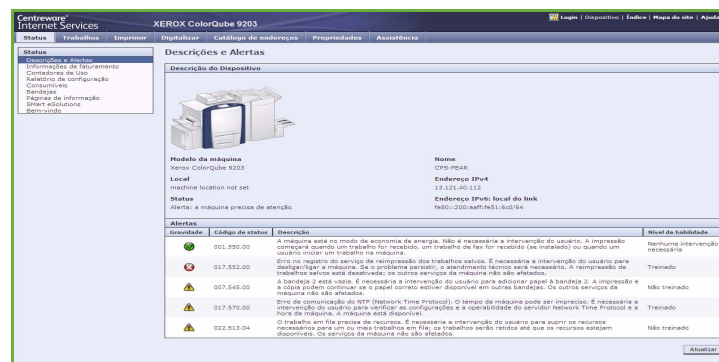 Centreware®
Internet Services
XEROX ColorQube 9203
Login | Dispositivo | Índice | Mapa do site | Ajuda
Status Trabalhos Imprimir Digitalizar Catálogo de endereços Propriedades Assistência
Status
Descrições e Alertas
Informações de faturamento
Contadores de Uso
Relatório da configuração
Consumíveis
Bandejas
Páginas de informação
SMart eSolutions
Bem-vindo
Descrições e Alertas
Descrição do Dispositivo
Modelo da máquina
Xerox ColorQube 9203
Nome
CPS-PEAR
Local
machine location not set
Endereço IPv4
13.121.40.112
Status
Alerta: a máquina precisa de atenção
Endereço IPv6: local do link
fe80::200:aaff:fe51:6c0/64
Alertas
Gravidade Código de status Descrição Nível de habilidade
001.550.00 A máquina está no modo de economia de energia. Não é necessária a intervenção do usuário. A impressão
começará quando um trabalho for recebido, um trabalho de fax for recebido (se instalado) ou quando um
usuário iniciar um trabalho na máquina.
Nenhuma intervenção
necessária
017.552.00 Erro no registro do serviço de reimpressão dos trabalhos salvos. É necessária a intervenção do usuário para
desligar/ligar a máquina. Se o problema persistir, o atendimento técnico será necessário. A reimpressão de
trabalhos salvos está desativada; os outros serviços da máquina não são afetados.
Treinado
007.545.00 A bandeja 2 está vazia. É necessária a intervenção do usuário para adicionar papel à bandeja 2. A impressão e
a cópia podem continuar se o papel correto estiver disponível em outras bandejas. Os outros serviços da
máquina não são afetados.
Não treinado
017.570.00 Erro de comunicação do NTP (Network Time Protocol). O tempo da máquina pode ser impreciso. É necessária a
intervenção do usuário para verificar as configurações e a operabilidade do servidor Network Time Protocol e a
hora da máquina. A máquina está disponível.
Treinado
022.513.04 O trabalho em fila precisa de recursos. É necessária a intervenção do usuário para suprir os recursos
necessários para um ou mais trabalhos em fila; os trabalhos serão retidos até que os recursos estejam
disponíveis. Os serviços da máquina não são afetados.
Não treinado
Atualizar